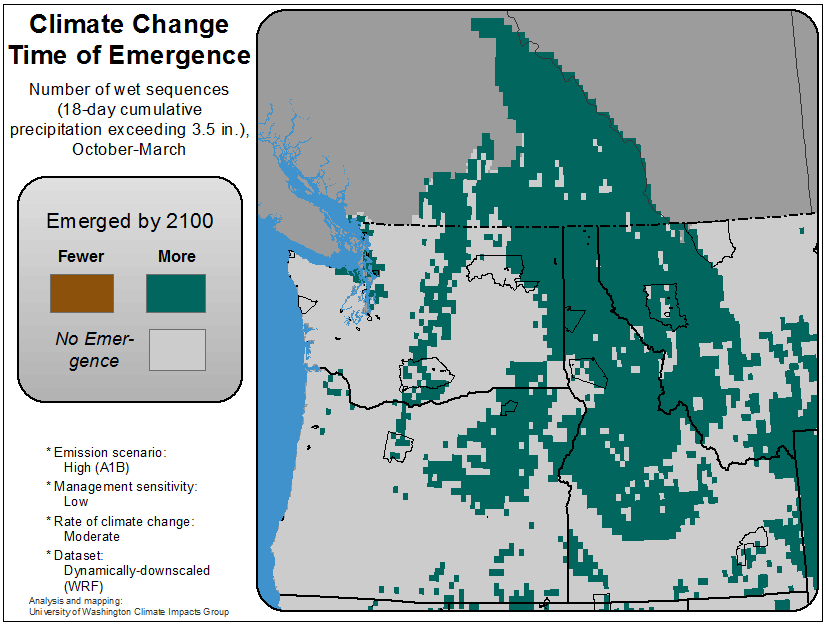 Climate Change
Time of Emergence
Number of wet sequences
(18-day cumulative
precipitation exceeding 3.5 in.),
October-March
Emerged by 2100
Fewer More
No Emer-
gence
* Emission scenario:
High (A1B)
* Management sensitivity:
Low
* Rate of climate change:
Moderate
* Dataset:
Dynamically-downscaled
(WRF)
Analysis and mapping:
University of Washington Climate Impacts Group